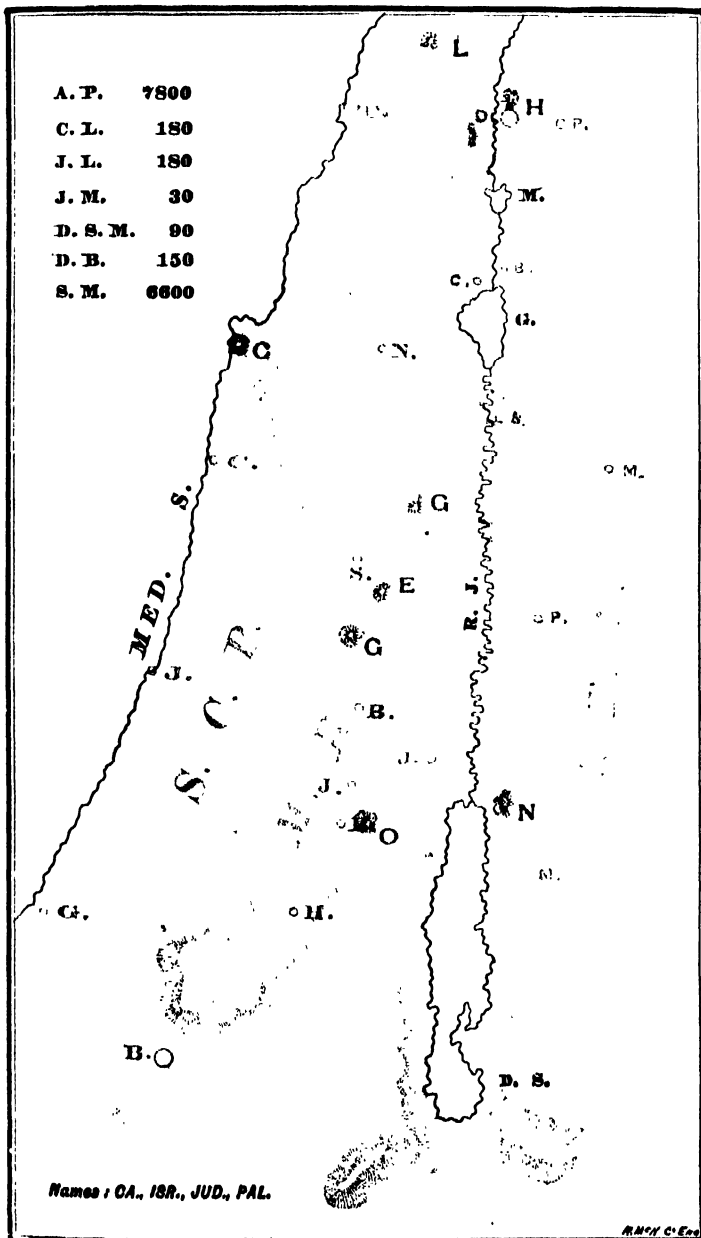 A. P. 7800
C. L. 180
J. L. 180
J. M. 30
D. S. M. 90
D. B. 150
S. M. 6600
L
H
D
C P.
M.
B.
C.
G.
C
N.
C.
M.
G
S.
E
MED. S.
R. J.
P.
G
J.
S. C. P.
B.
J.
J.
N
O
M.
G.
H.
B.
D. S.
Names : CA., ISR., JUD., PAL.